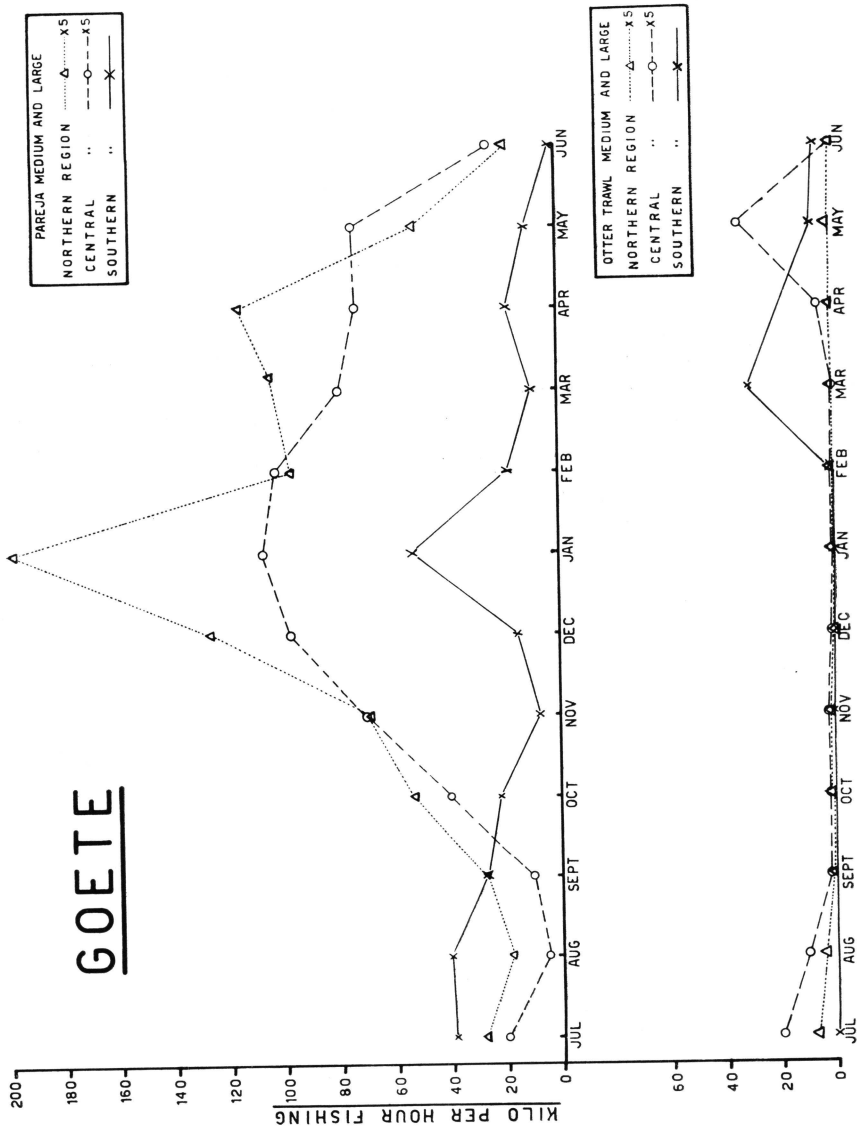 GOETE
PAREJA MEDIUM AND LARGE
NORTHERN REGION x5
CENTRAL " x5
SOUTHERN "
KILO PER HOUR FISHING
200
160
120
100
80
60
40
20
0
JUL AUG SEPT OCT NOV DEC JAN FEB MAR APR MAY JUN
OTTER TRAWL MEDIUM AND LARGE
NORTHERN REGION x5
CENTRAL " x5
SOUTHERN "
60
40
20
0
JUL AUG SEPT OCT NOV DEC JAN FEB MAR APR MAY JUN